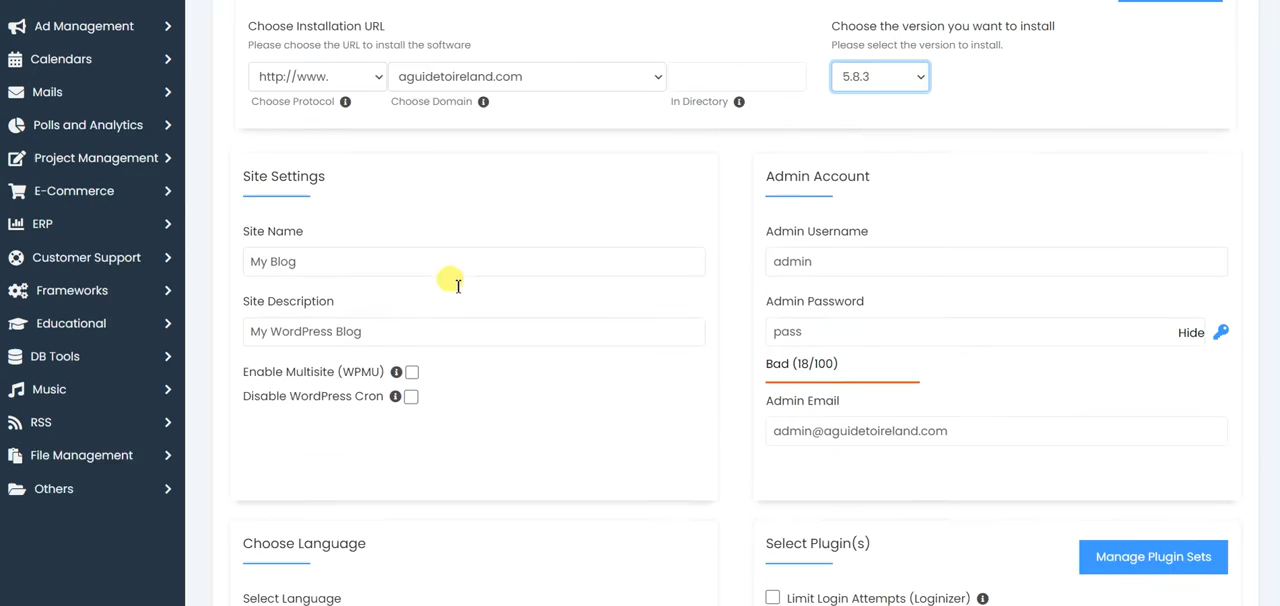 Ad Management
Calendars
Mails
Polls and Analytics
Project Management
E-Commerce
ERP
Customer Support
Frameworks
Educational
DB Tools
Music
RSS
File Management
Others
Choose Installation URL
Please choose the URL to install the software
http://www.
aguidetoireland.com
Choose Protocol
Choose Domain
In Directory
Choose the version you want to install
Please select the version to install.
5.8.3
Site Settings
Site Name
My Blog
Site Description
My WordPress Blog
Enable Multisite (WPMU)
Disable WordPress Cron
Admin Account
Admin Username
admin
Admin Password
pass
Hide
Bad (18/100)
Admin Email
admin@aguidetoireland.com
Choose Language
Select Language
Select Plugin(s)
Manage Plugin Sets
Limit Login Attempts (Loginizer)